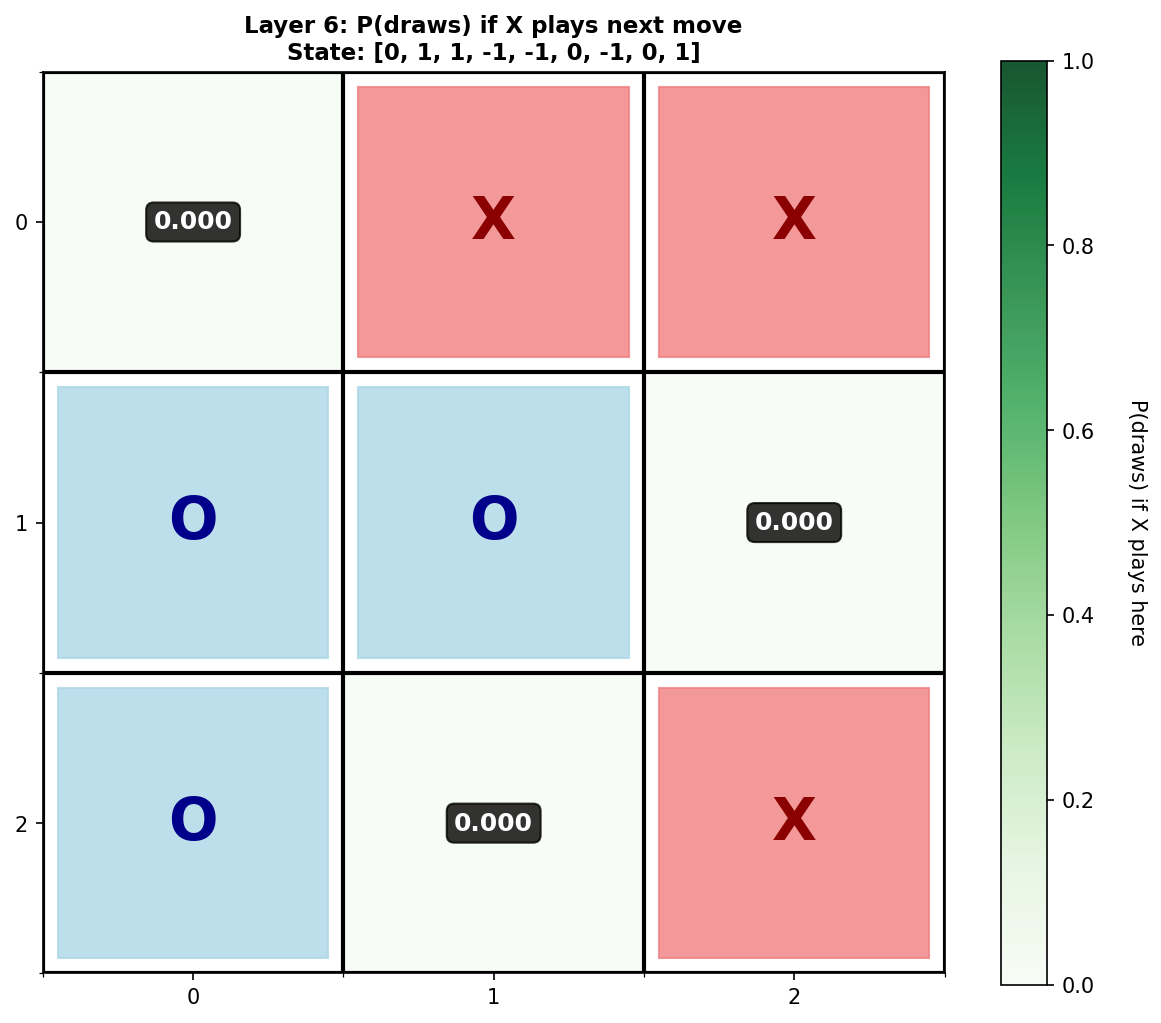 Layer 6: P(draws) if X plays next move
State: [0, 1, 1, -1, -1, 0, -1, 0, 1]
0
0.000
X
X
1
O
O
0.000
2
O
0.000
X
0
1
2
1.0
0.8
0.6
0.4
0.2
0.0
P(draws) if X plays here